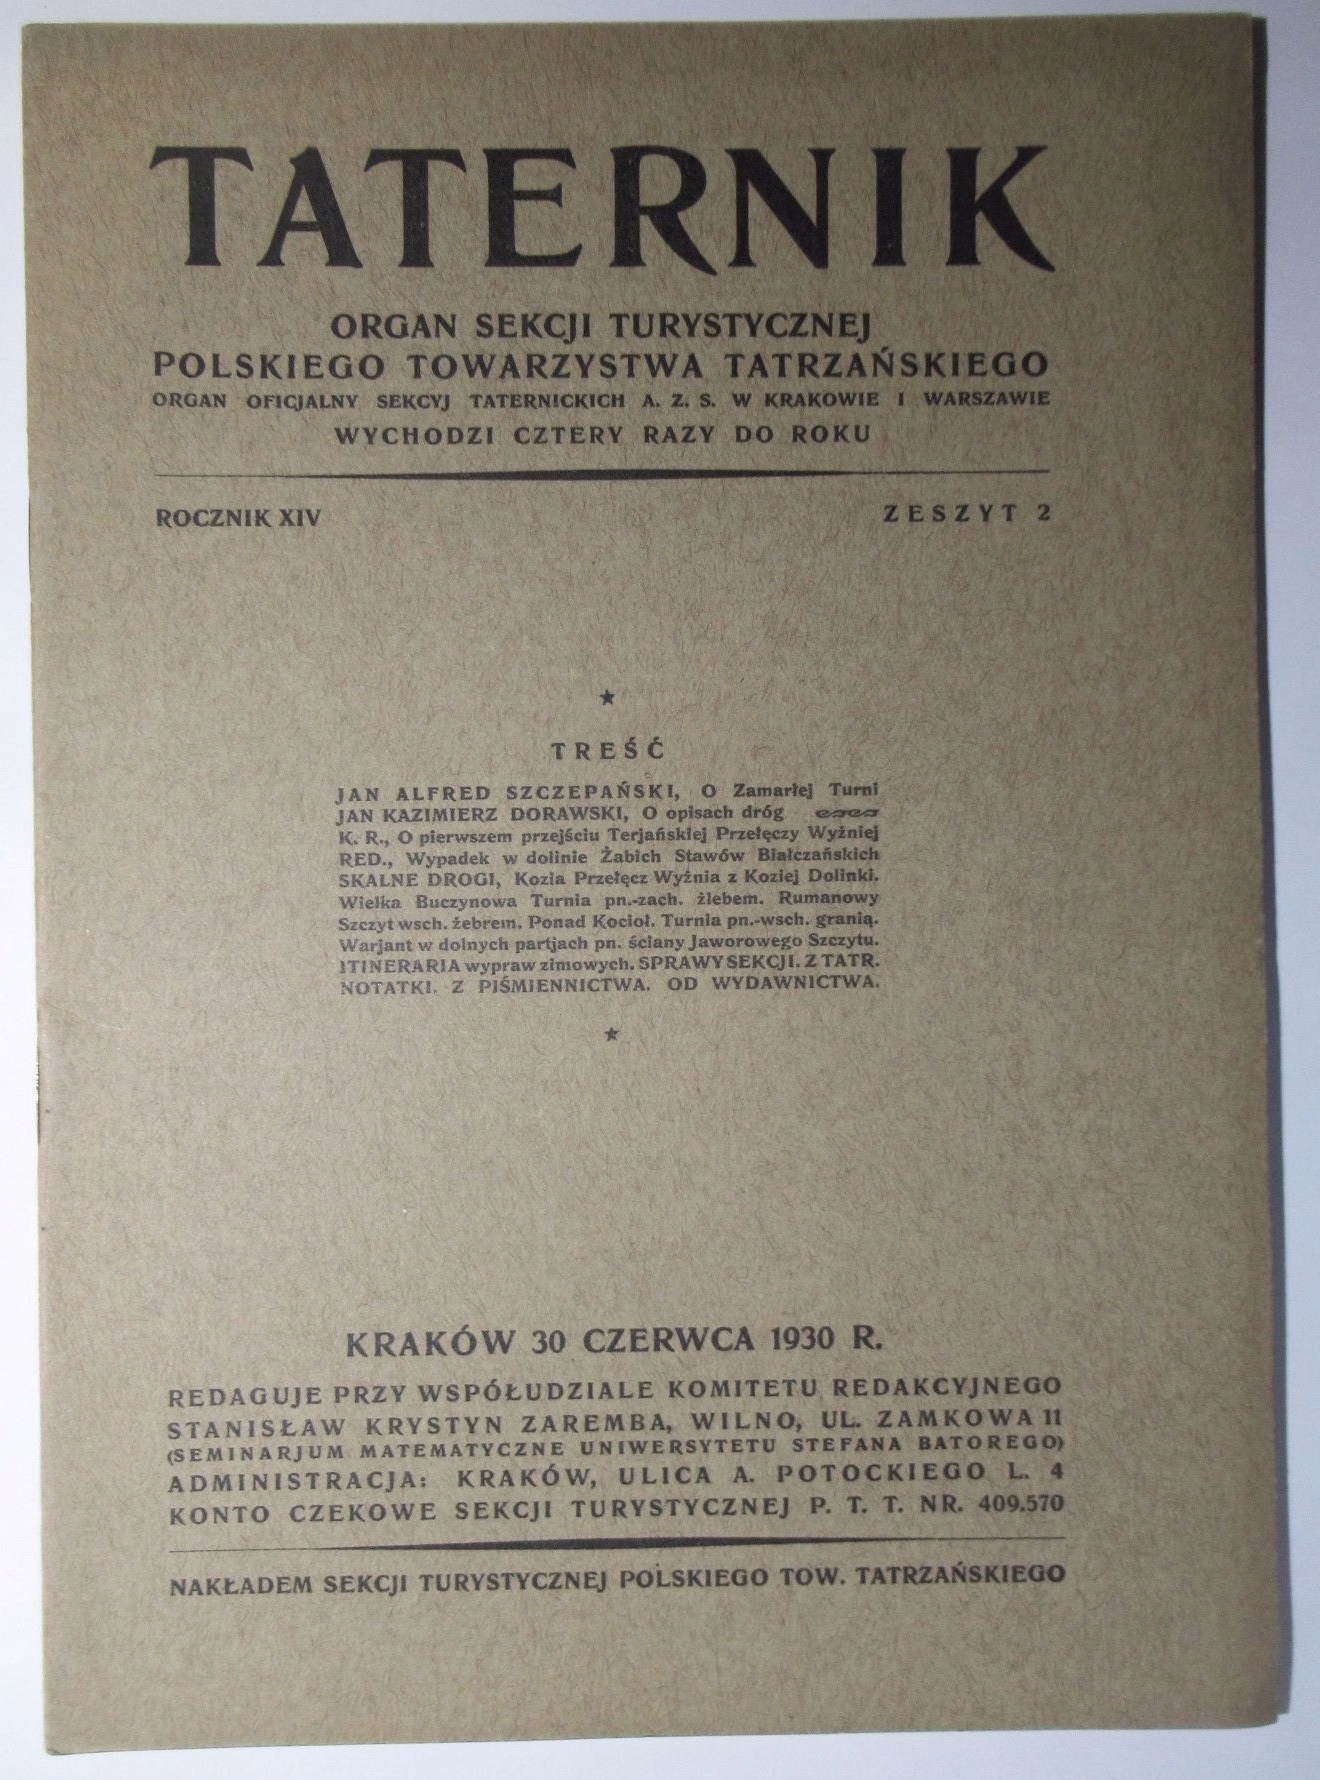 TATERNIK
ORGAN SEKCJI TURYSTYCZNEJ
POLSKIEGO TOWARZYSTWA TATRZAŃSKIEGO
ORGAN OFICJALNY SEKCYJ TATERNICKICH A. Z. S. W KRAKOWIE I WARSZAWIE
WYCHODZI CZTERY RAZY DO ROKU
ROCZNIK XIV
ZESZYT 2
TREŚĆ
JAN ALFRED SZCZEPAŃSKI, O Zamarłej Turni
JAN KAZIMIERZ DORAWSKI, O opisach dróg
K. R., O pierwszem przejściu Terjańskiej Przełęczy Wyżniej
RED., Wypadek w dolinie Żabich Stawów Białczańskich
SKALNE DROGI, Kozia Przełęcz Wyżnia z Koziej Dolinki.
Wielka Buczynowa Turnia pn.-zach. żlebem. Rumanowy
Szczyt wsch. żebrem. Ponad Kocioł. Turnia pn.-wsch. granią.
Warjant w dolnych partjach pn. ściany Jaworowego Szczytu.
ITINERARIA wypraw zimowych. SPRAWY SEKCJI. Z TATR.
NOTATKI. Z PIŚMIENNICTWA. OD WYDAWNICTWA.
KRAKÓW 30 CZERWCA 1930 R.
REDAGUJE PRZY WSPÓŁUDZIALE KOMITETU REDAKCYJNEGO
STANISŁAW KRYSTYN ZAREMBA, WILNO, UL. ZAMKOWA 11
(SEMINARJUM MATEMATYCZNE UNIWERSYTETU STEFANA BATOREGO)
ADMINISTRACJA: KRAKÓW, ULICA A. POTOCKIEGO L. 4
KONTO CZEKOWE SEKCJI TURYSTYCZNEJ P. T. T. NR. 409.570
NAKŁADEM SEKCJI TURYSTYCZNEJ POLSKIEGO TOW. TATRZAŃSKIEGO